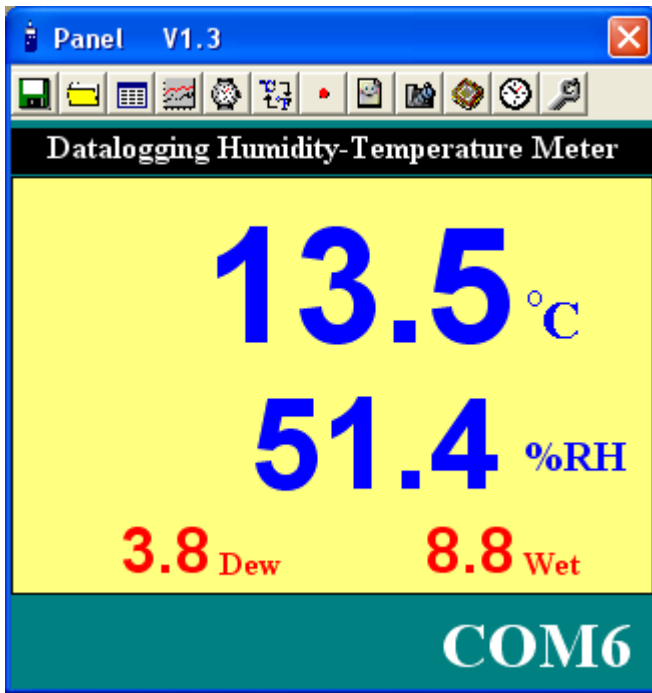 Panel V1.3
Datalogging Humidity-Temperature Meter
13.5 °C
51.4 %RH
3.8 Dew 8.8 Wet
COM6